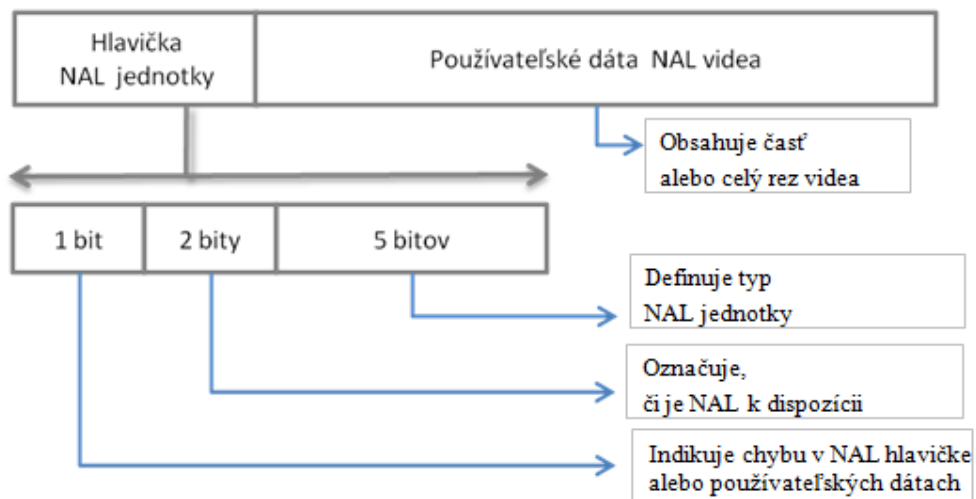 Hlavička
NAL jednotky
Používateľské dáta NAL videa
Obsahuje časť
alebo celý rez videa
1 bit
2 bity
5 bitov
Definuje typ
NAL jednotky
Označuje,
či je NAL k dispozícii
Indikuje chybu v NAL hlavičke
alebo používateľských dátach